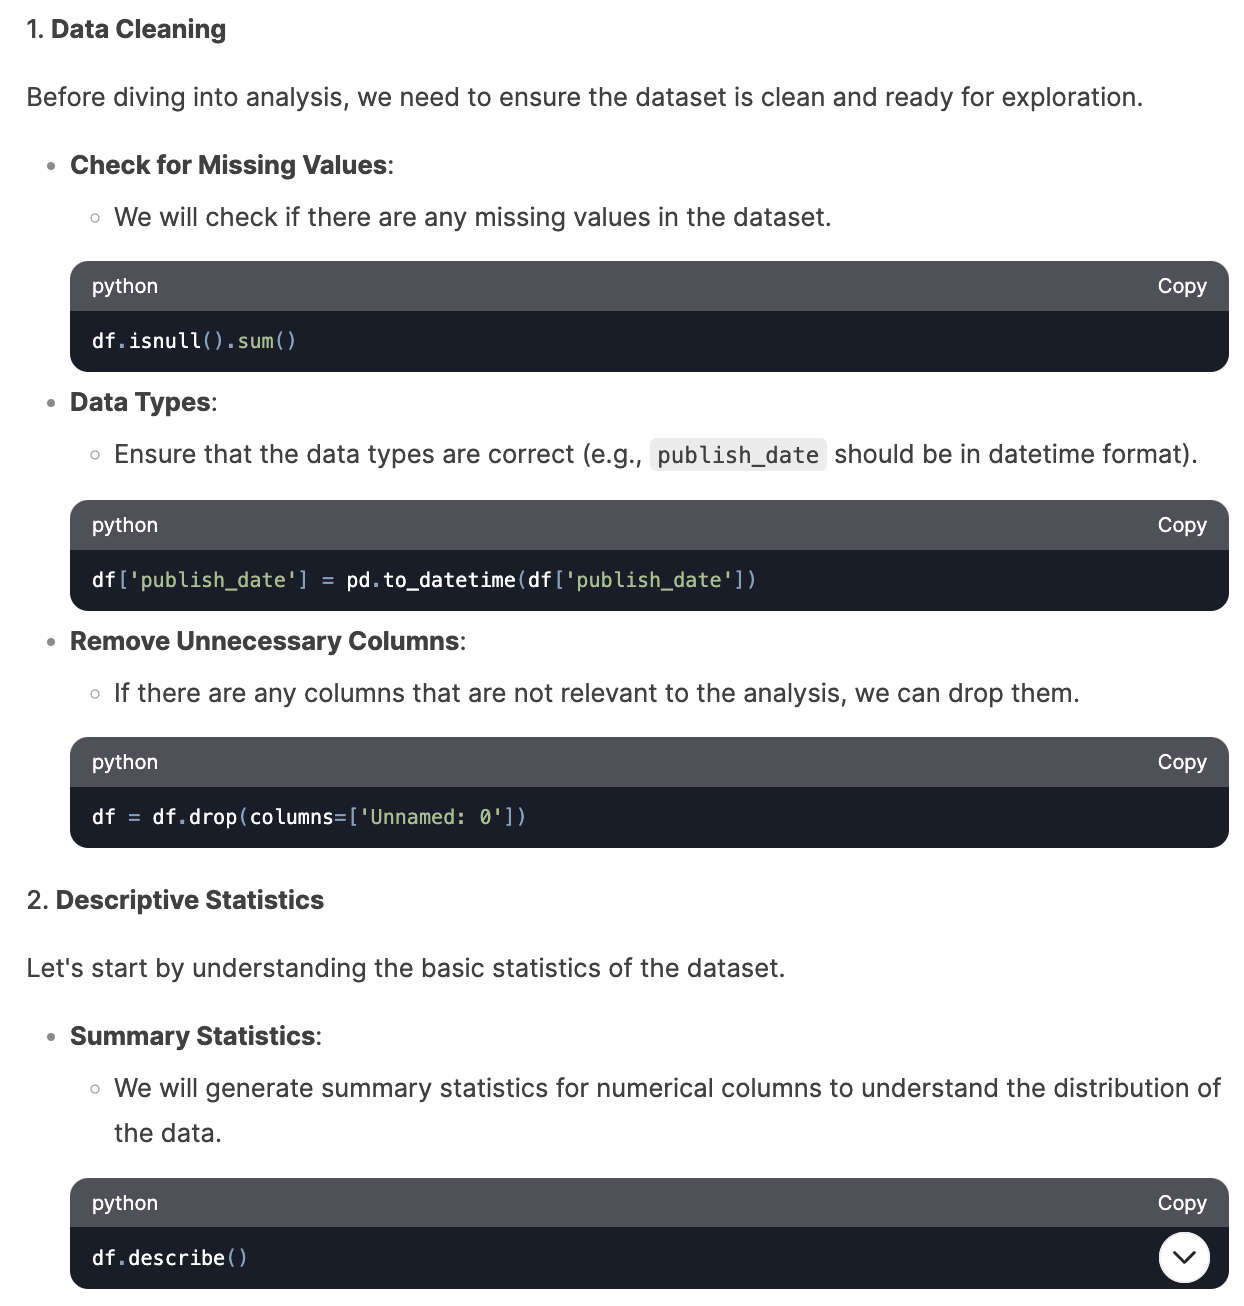 1. Data Cleaning
Before diving into analysis, we need to ensure the dataset is clean and ready for exploration.
Check for Missing Values:
We will check if there are any missing values in the dataset.
python Copy
df.isnull().sum()
Data Types:
Ensure that the data types are correct (e.g., publish_date should be in datetime format).
python Copy
df['publish_date'] = pd.to_datetime(df['publish_date'])
Remove Unnecessary Columns:
If there are any columns that are not relevant to the analysis, we can drop them.
python Copy
df = df.drop(columns=['Unnamed: 0'])
2. Descriptive Statistics
Let's start by understanding the basic statistics of the dataset.
Summary Statistics:
We will generate summary statistics for numerical columns to understand the distribution of
the data.
python Copy
df.describe()